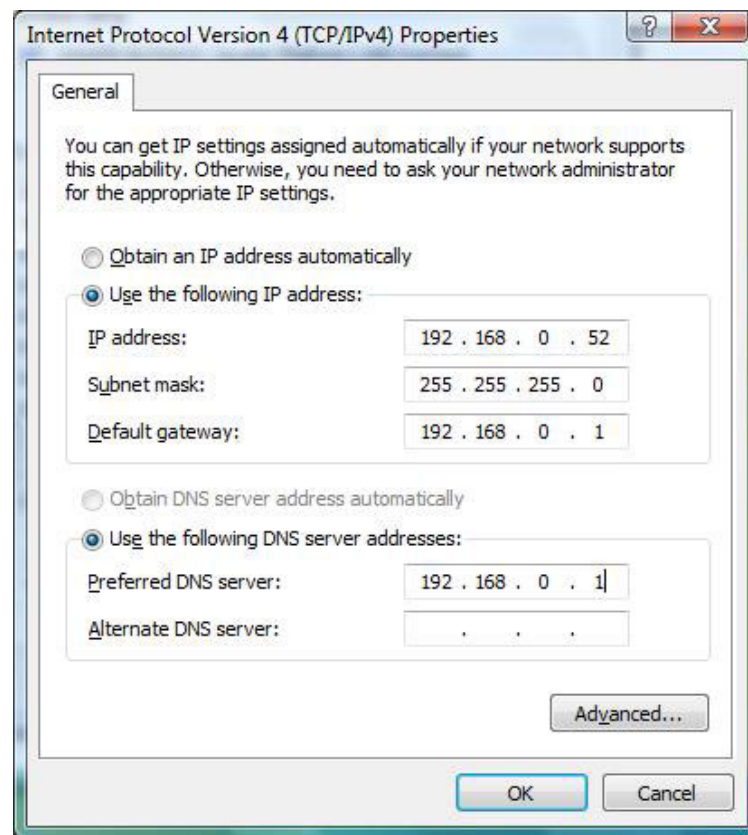 Internet Protocol Version 4 (TCP/IPv4) Properties
General
You can get IP settings assigned automatically if your network supports
this capability. Otherwise, you need to ask your network administrator
for the appropriate IP settings.
Obtain an IP address automatically
Use the following IP address:
IP address: 192 . 168 . 0 . 52
Subnet mask: 255 . 255 . 255 . 0
Default gateway: 192 . 168 . 0 . 1
Obtain DNS server address automatically
Use the following DNS server addresses:
Preferred DNS server: 192 . 168 . 0 . 1
Alternate DNS server: . . .
Advanced...
OK Cancel